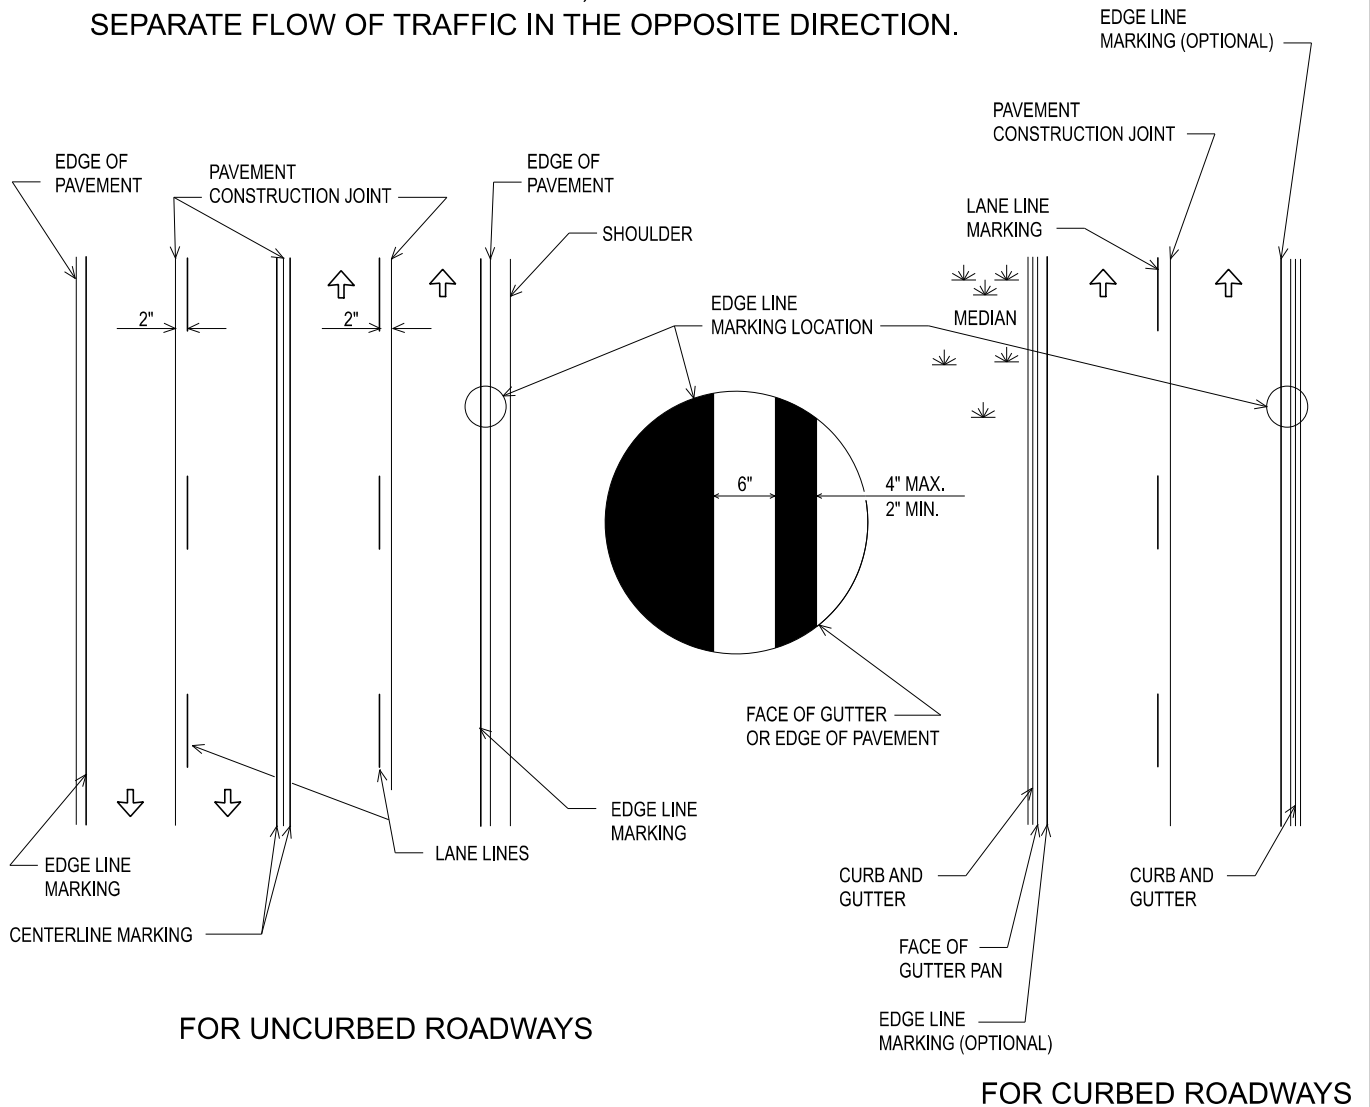 SEPARATE FLOW OF TRAFFIC IN THE OPPOSITE DIRECTION.
EDGE LINE
MARKING (OPTIONAL)
PAVEMENT
CONSTRUCTION JOINT
EDGE OF
PAVEMENT
PAVEMENT
CONSTRUCTION JOINT
EDGE OF
PAVEMENT
LANE LINE
MARKING
SHOULDER
EDGE LINE
MARKING LOCATION
MEDIAN
2"
2"
6"
4" MAX.
2" MIN.
FACE OF GUTTER
OR EDGE OF PAVEMENT
EDGE LINE
MARKING
LANE LINES
EDGE LINE
MARKING
CENTERLINE MARKING
CURB AND
GUTTER
CURB AND
GUTTER
FACE OF
GUTTER PAN
EDGE LINE
MARKING (OPTIONAL)
FOR UNCURBED ROADWAYS
FOR CURBED ROADWAYS